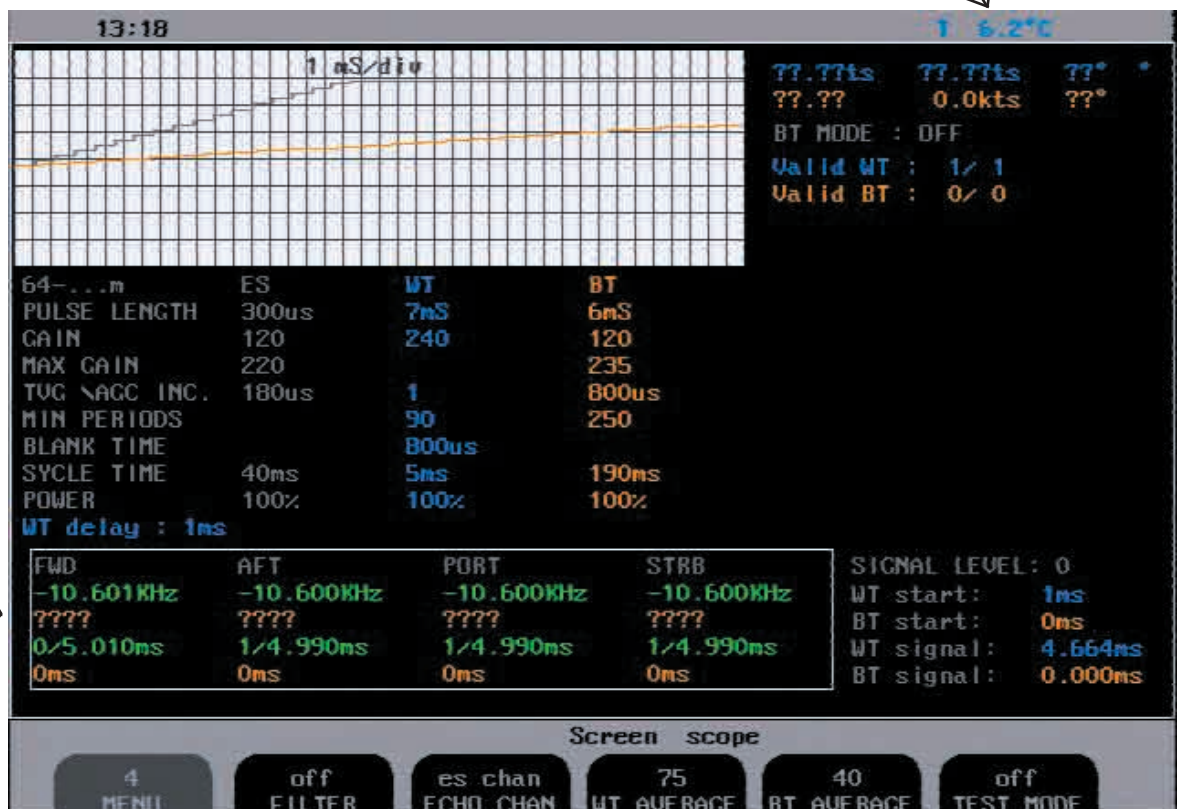 13:18 T 6.2°C
1 mS/div
??.??ts ??.??ts ??° °
??.?? 0.0kts ??°
BT MODE : OFF
Valid WT : 1/ 1
Valid BT : 0/ 0
64-...m ES WT BT
PULSE LENGTH 300us 7mS 6mS
GAIN 120 240 120
MAX GAIN 220 235
TVG \AGC INC. 180us 1 800us
MIN PERIODS 90 250
BLANK TIME 800us
SYCLE TIME 40ms 5ms 190ms
POWER 100% 100% 100%
WT delay : 1ms
FWD AFT PORT STRB
-10.601KHz -10.600KHz -10.600KHz -10.600KHz
???? ???? ???? ????
0/5.010ms 1/4.990ms 1/4.990ms 1/4.990ms
0ms 0ms 0ms 0ms
SIGNAL LEVEL: 0
WT start: 1ms
BT start: 0ms
WT signal: 4.664ms
BT signal: 0.000ms
Screen scope
4 off es chan 75 40 off
MENU FILTER ECHO CHAN WT AVERAGE BT AVERAGE TEST MODE